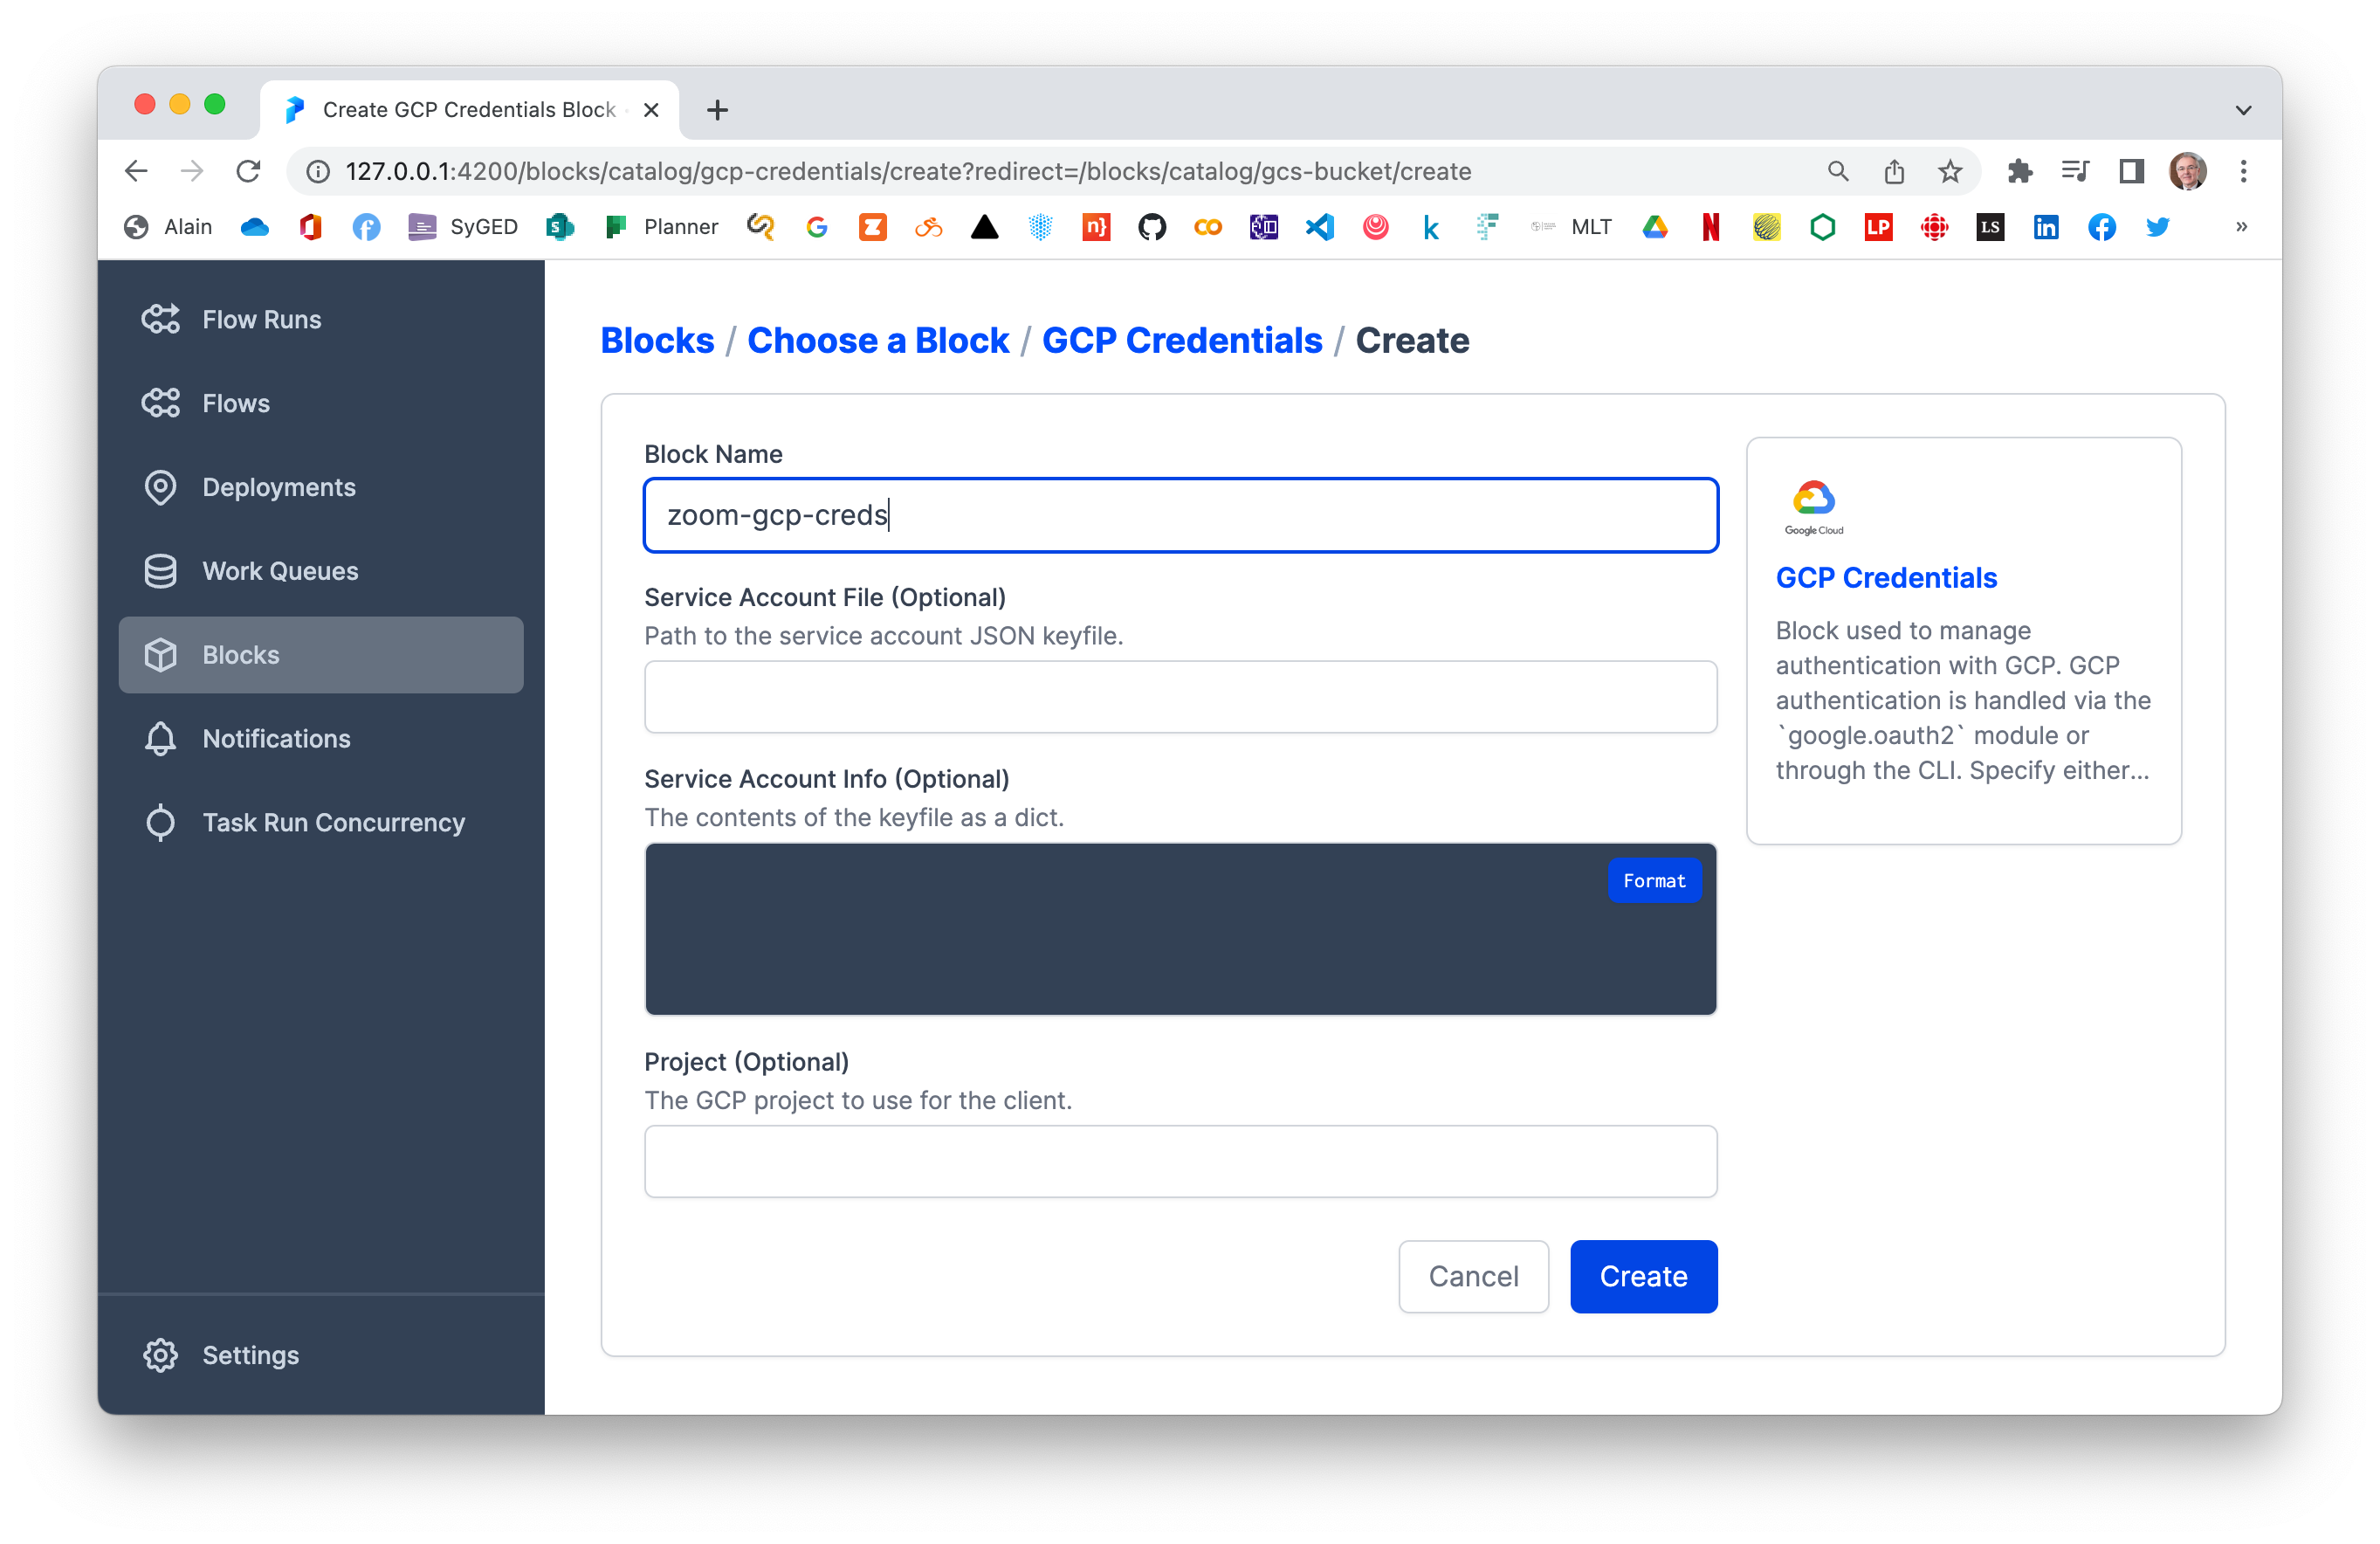 Create GCP Credentials Block
127.0.0.1:4200/blocks/catalog/gcp-credentials/create?redirect=/blocks/catalog/gcs-bucket/create
Alain
SyGED
Planner
MLT
LP
LS
»
Flow Runs
Flows
Deployments
Work Queues
Blocks
Notifications
Task Run Concurrency
Settings
Blocks / Choose a Block / GCP Credentials / Create
Block Name
zoom-gcp-creds
Service Account File (Optional)
Path to the service account JSON keyfile.
Service Account Info (Optional)
The contents of the keyfile as a dict.
Format
Project (Optional)
The GCP project to use for the client.
Cancel
Create
Google Cloud
GCP Credentials
Block used to manage
authentication with GCP. GCP
authentication is handled via the
`google.oauth2` module or
through the CLI. Specify either...